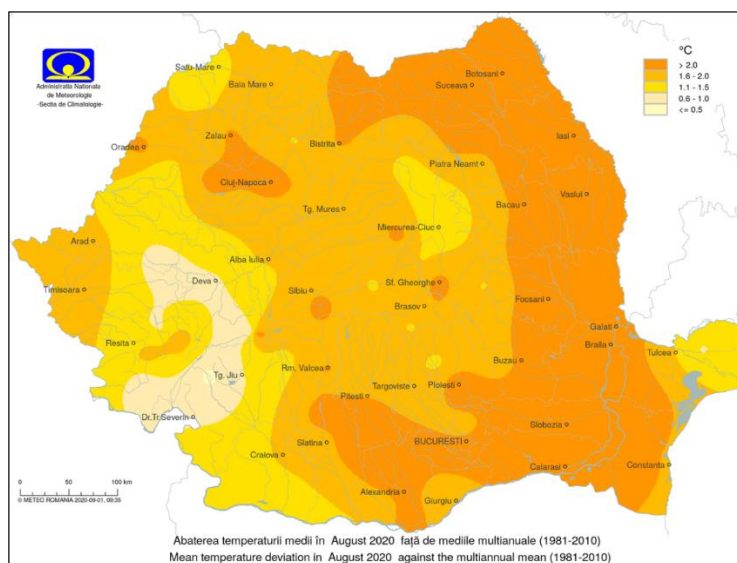 Administratia Nationala
de Meteorologie
-Sectia de Climatologie-
°C
> 2.0
1.6 - 2.0
1.1 - 1.5
0.6 - 1.0
<= 0.5
Satu Mare
Baia Mare
Botosani
Suceava
Zalau
Oradea
Bistrita
Iasi
Piatra Neamt
Cluj-Napoca
Vaslui
Tg. Mures
Bacau
Miercurea-Ciuc
Arad
Alba Iulia
Deva
Timisoara
Sibiu
Sf. Gheorghe
Brasov
Focsani
Galati
Resita
Braila
Tulcea
Rm. Valcea
Buzau
Tg. Jiu
Targoviste
Ploiesti
Pitesti
Dr.Tr.Severin
Slobozia
Slatina
BUCURESTI
Craiova
Calarasi
Constanta
Alexandria
Giurgiu
0 50 100 km
© METEO ROMANIA 2020-09-01, 09:35
Abaterea temperaturii medii în August 2020 față de mediile multianuale (1981-2010)
Mean temperature deviation in August 2020 against the multiannual mean (1981-2010)